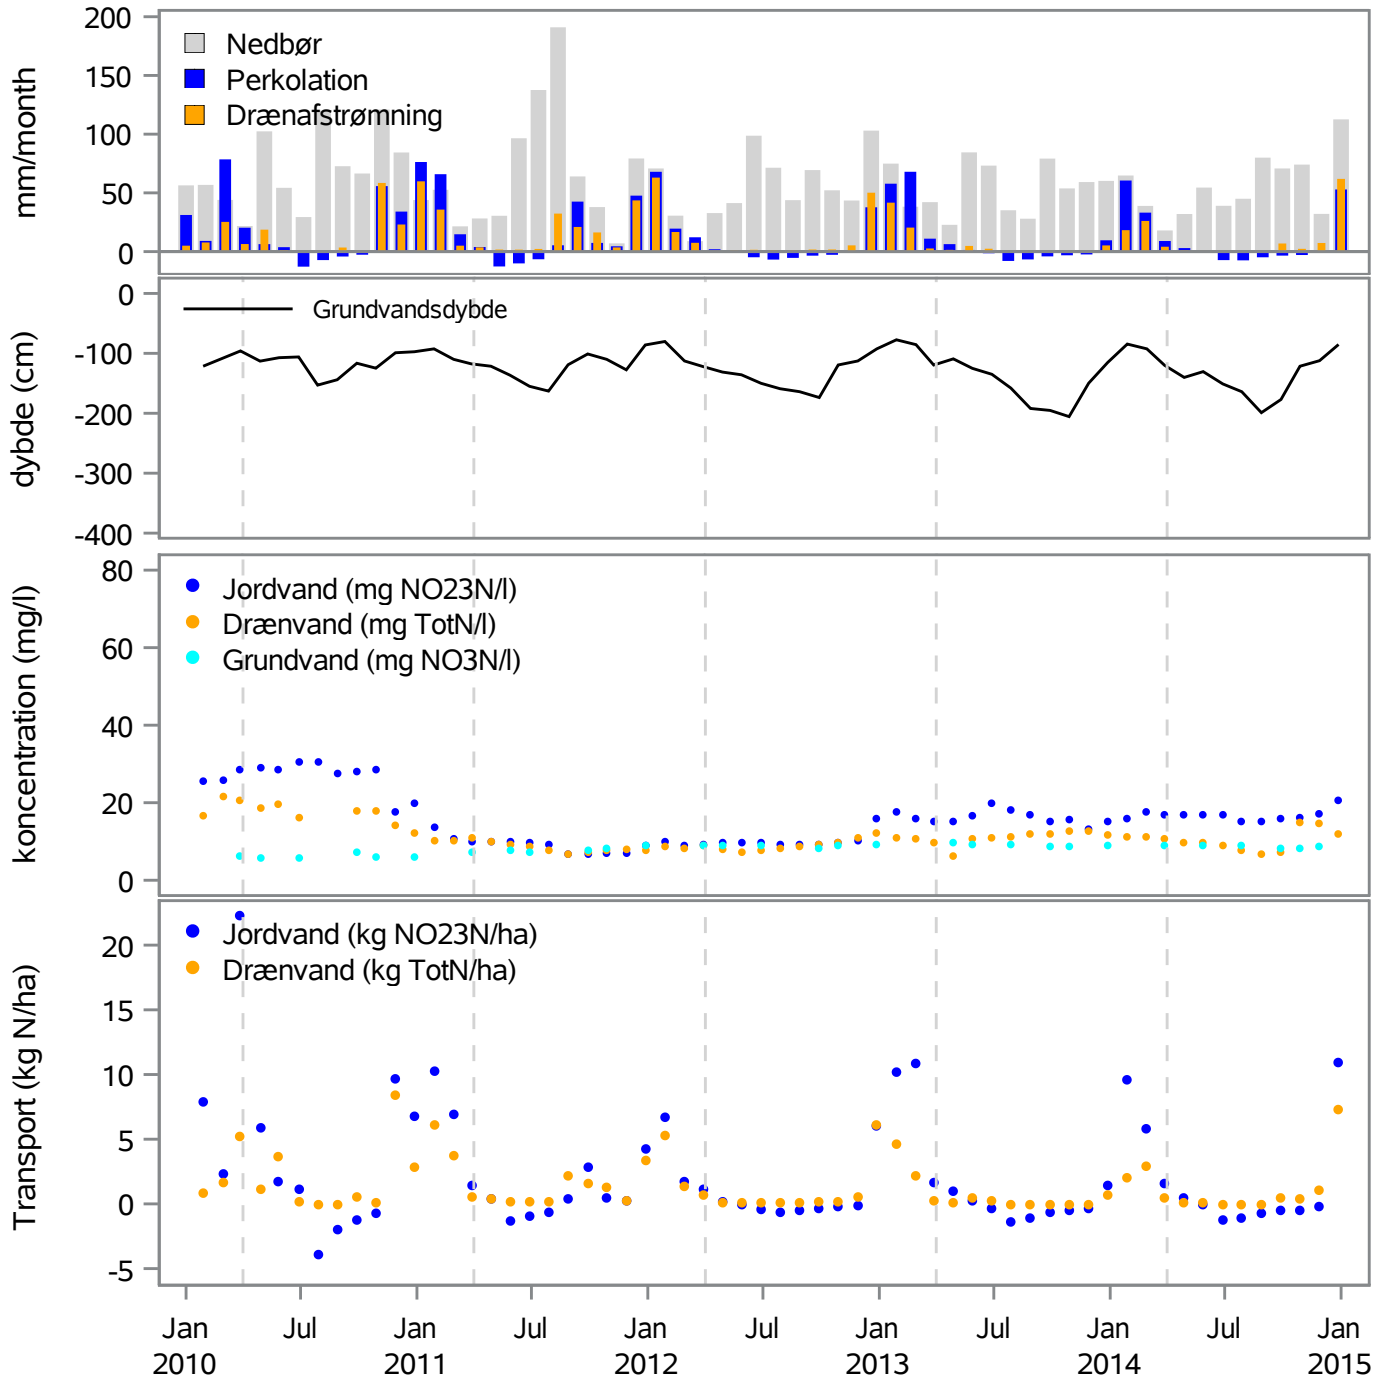 mm/month
200
150
100
50
0
Nedbør
Perkolation
Drænafstrømning
dybde (cm)
0
-100
-200
-300
-400
Grundvandsdybde
koncentration (mg/l)
80
60
40
20
0
Jordvand (mg NO23N/l)
Drænvand (mg TotN/l)
Grundvand (mg NO3N/l)
Transport (kg N/ha)
20
15
10
5
0
-5
Jordvand (kg NO23N/ha)
Drænvand (kg TotN/ha)
Jan Jul Jan Jul Jan Jul Jan Jul Jan Jul Jan
2010 2011 2012 2013 2014 2015